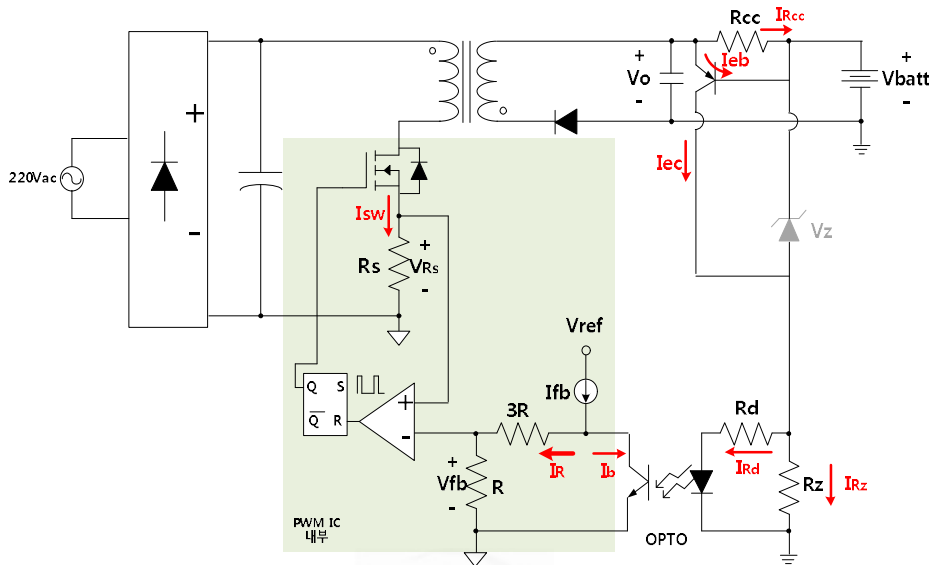 Rcc
IRcc
+
Vo
-
Ieb
+
Vbatt
-
220Vac
+
-
Iec
Isw
+
Rs
VRs
-
Vz
Vref
Ifb
Q
S
Q
R
+
-
3R
IR
Ib
Rd
IRd
+
Vfb
-
R
Rz
IRz
PWM IC
내부
OPTO